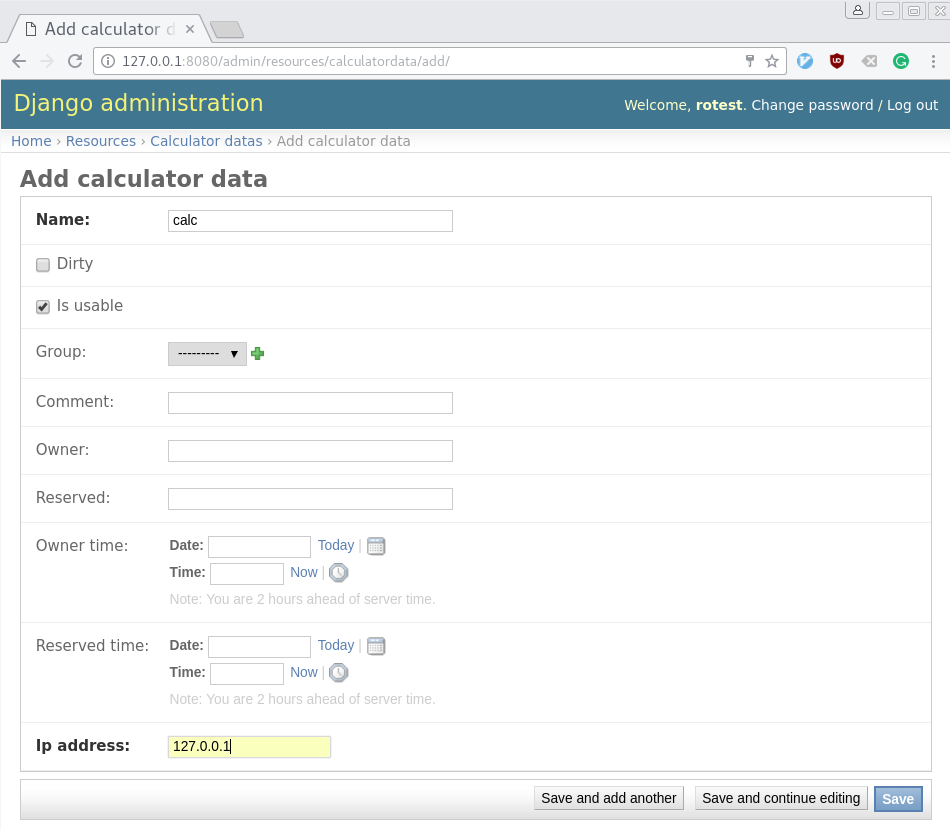 Add calculator d
127.0.0.1:8080/admin/resources/calculatordata/add/
Django administration
Welcome, rotest. Change password / Log out
Home › Resources › Calculator datas › Add calculator data
Add calculator data
Name: calc
Dirty
Is usable
Group: ---------
Comment:
Owner:
Reserved:
Owner time: Date: Today |
Time: Now |
Note: You are 2 hours ahead of server time.
Reserved time: Date: Today |
Time: Now |
Note: You are 2 hours ahead of server time.
Ip address: 127.0.0.1
Save and add another Save and continue editing Save